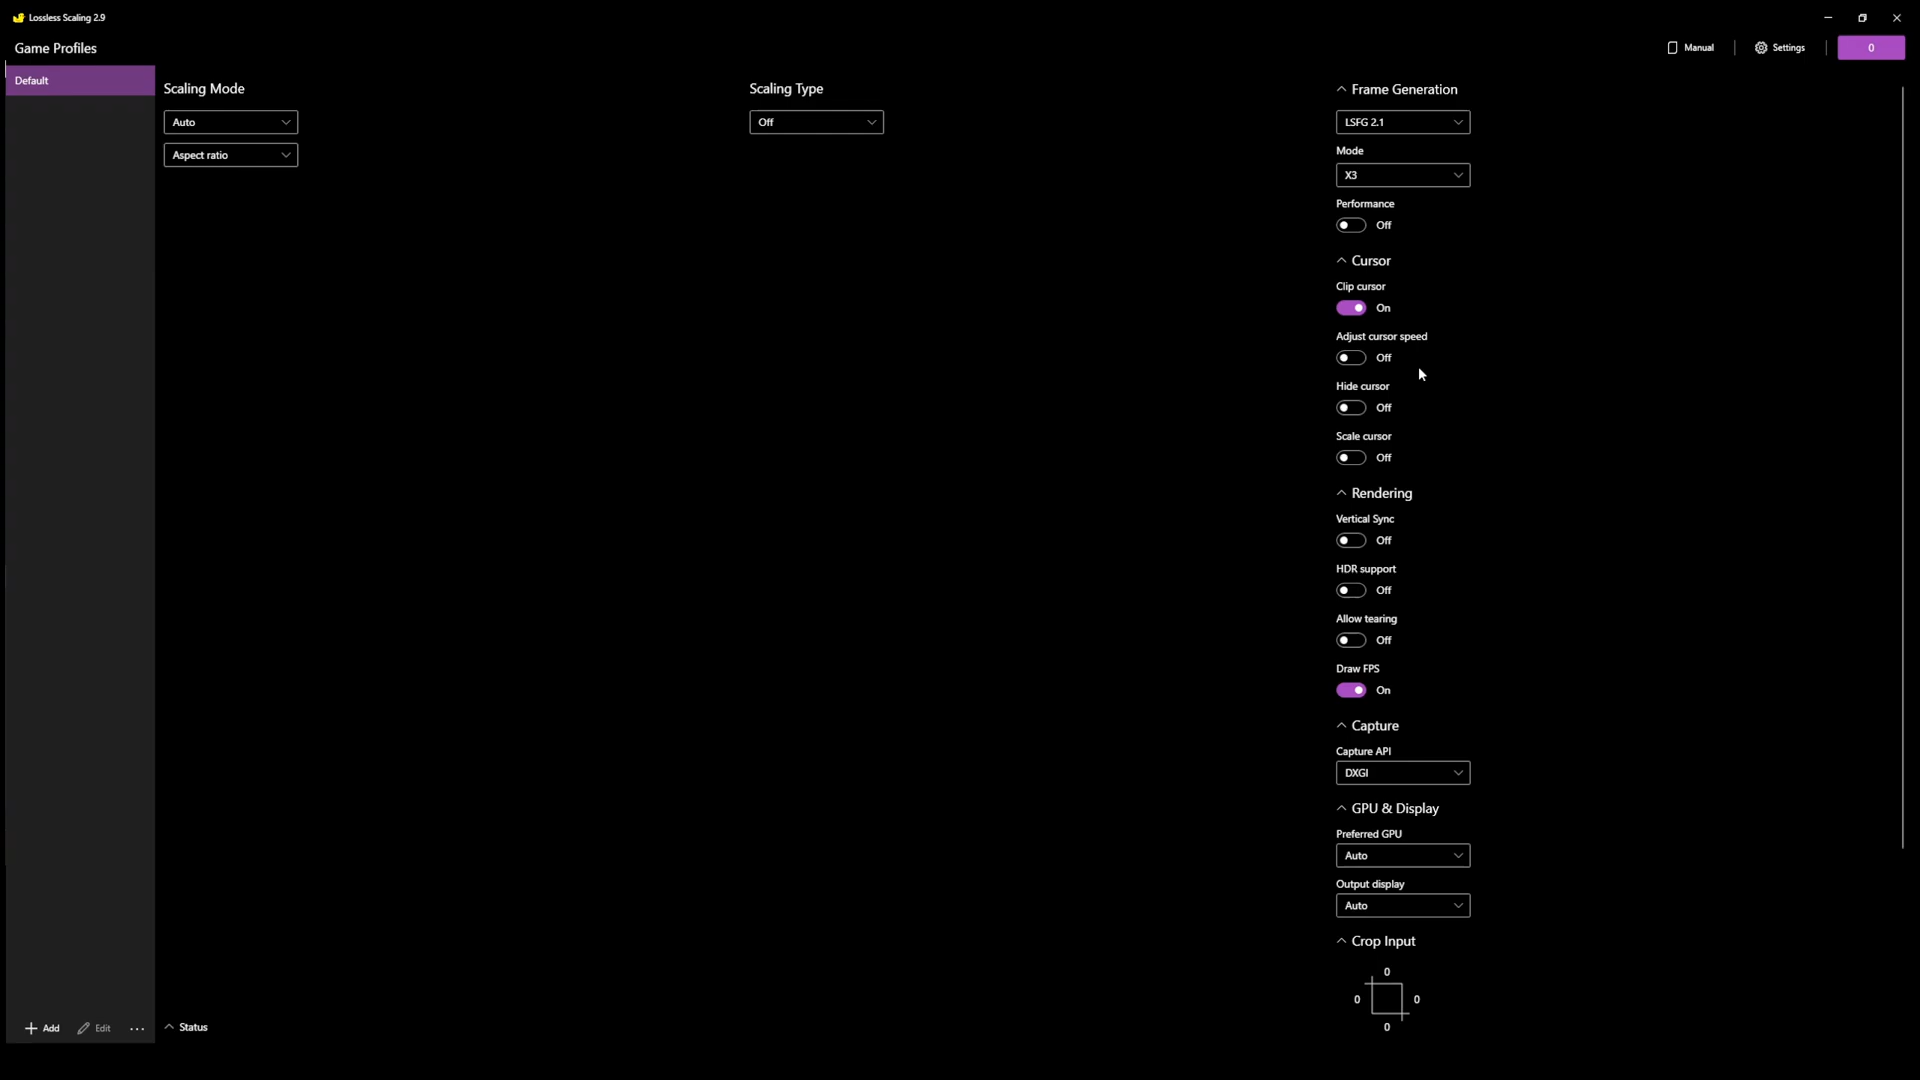 Lossless Scaling 2.9
Game Profiles
Manual
Settings
0
Default
Scaling Mode
Auto
Aspect ratio
Scaling Type
Off
Frame Generation
LSFG 2.1
Mode
X3
Performance
Off
Cursor
Clip cursor
On
Adjust cursor speed
Off
Hide cursor
Off
Scale cursor
Off
Rendering
Vertical Sync
Off
HDR support
Off
Allow tearing
Off
Draw FPS
On
Capture
Capture API
DXGI
GPU & Display
Preferred GPU
Auto
Output display
Auto
Crop Input
0
0 0
0
Add
Edit
...
Status